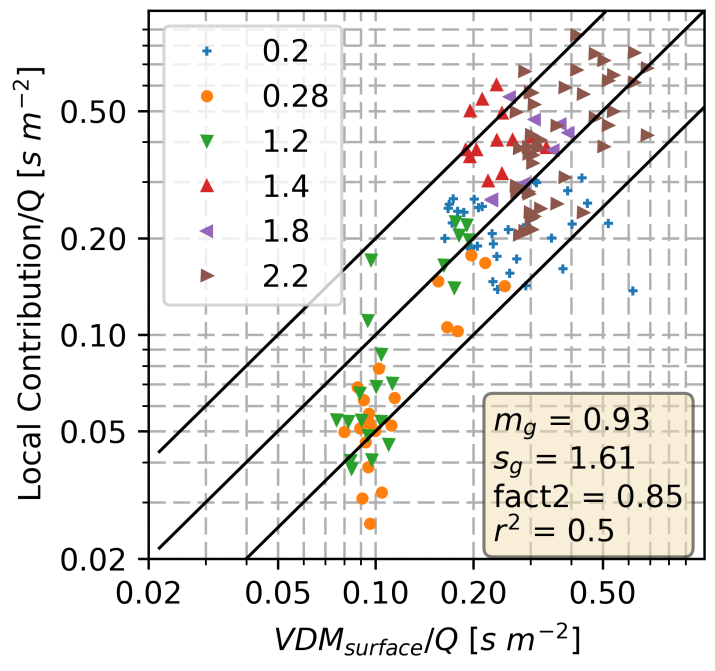 Local Contribution/Q [s m⁻²]
0.50
0.20
0.10
0.05
0.02
0.2
0.28
1.2
1.4
1.8
2.2
m_g = 0.93
s_g = 1.61
fact2 = 0.85
r² = 0.5
0.02 0.05 0.10 0.20 0.50
VDM_surface/Q [s m⁻²]